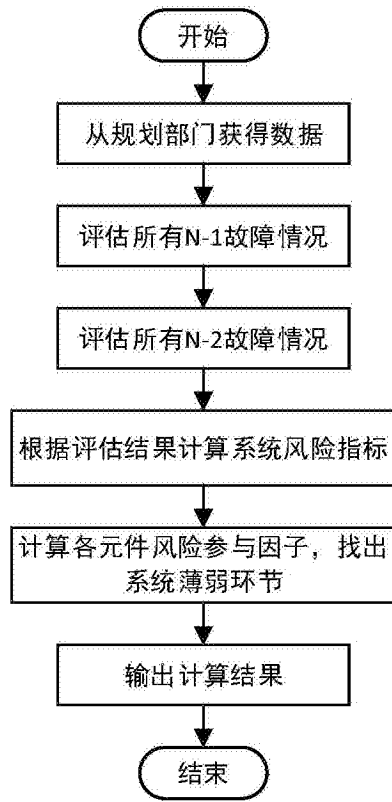 开始
从规划部门获得数据
评估所有N-1故障情况
评估所有N-2故障情况
根据评估结果计算系统风险指标
计算各元件风险参与因子，找出
系统薄弱环节
输出计算结果
结束